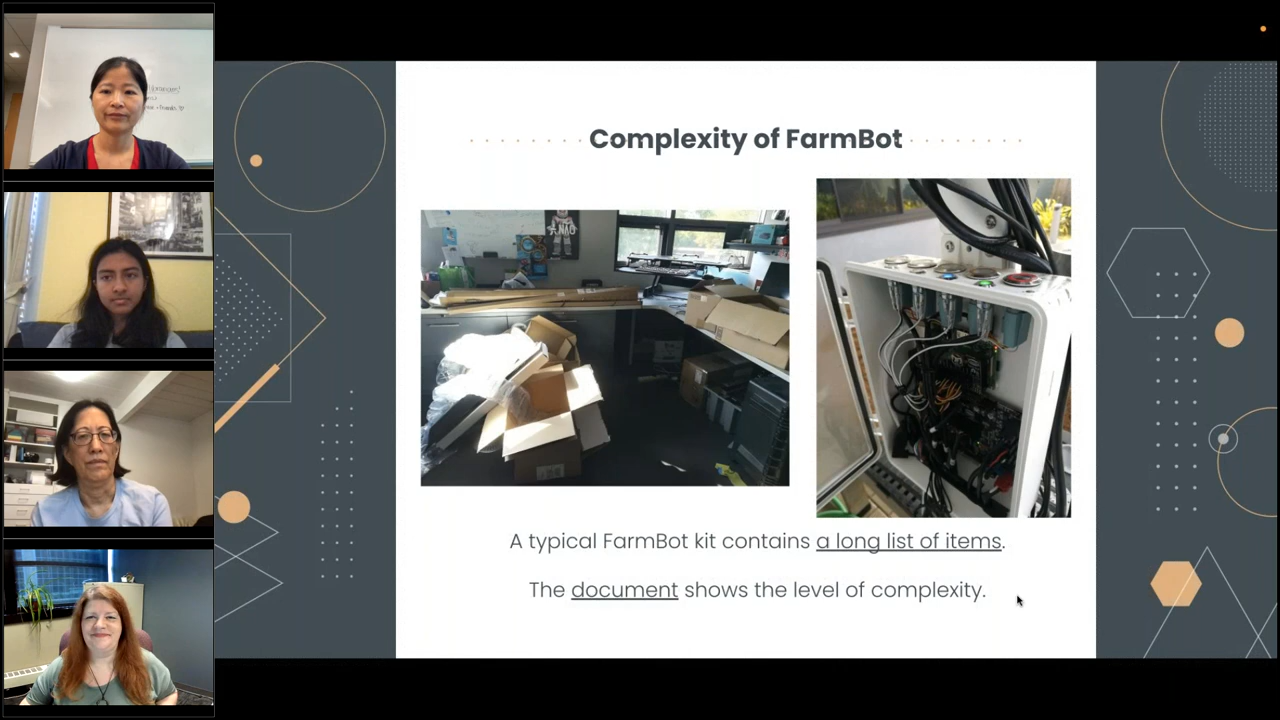 Complexity of FarmBot
A typical FarmBot kit contains a long list of items.
The document shows the level of complexity.